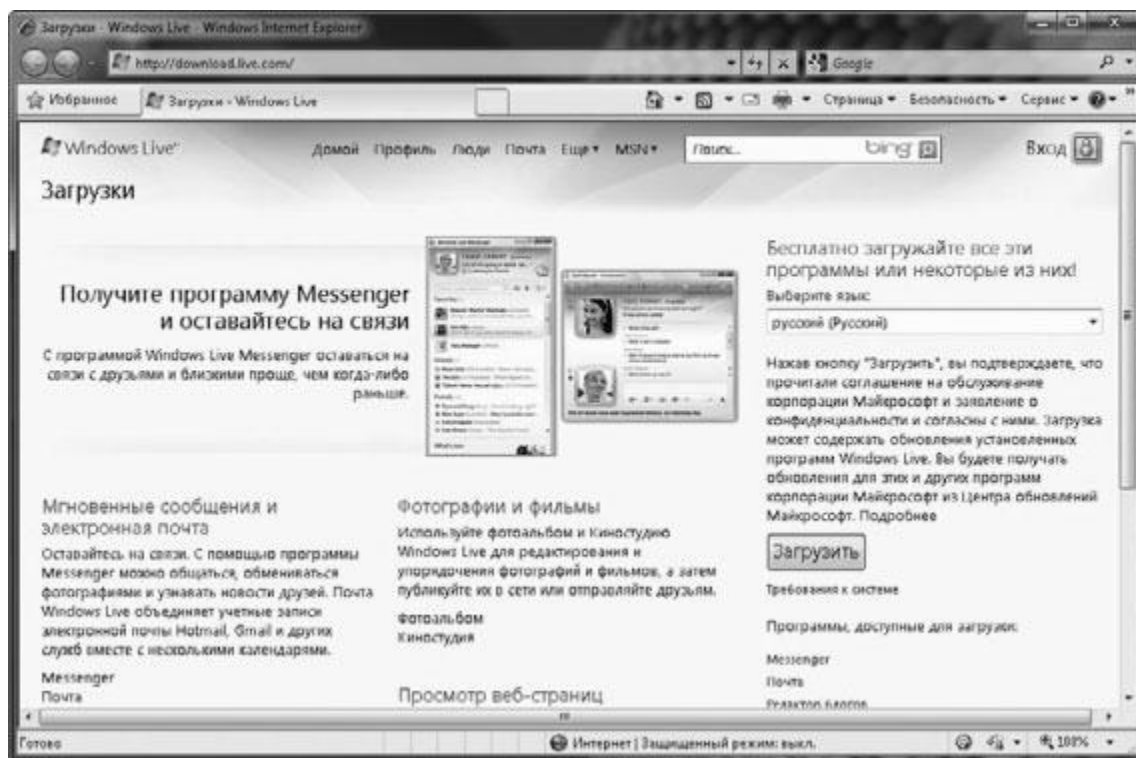 Загрузки - Windows Live - Windows Internet Explorer
http://download.live.com/
Google
Избранное
Загрузки - Windows Live
Страница
Безопасность
Сервис
Windows Live
Домой Профиль Люди Почта Еще MSN
Поиск...
bing
Вход
Загрузки
Получите программу Messenger
и оставайтесь на связи
С программой Windows Live Messenger оставаться на
связи с друзьями и близкими проще, чем когда-либо
раньше.
Мгновенные сообщения и
электронная почта
Оставайтесь на связи. С помощью программы
Messenger можно общаться, обмениваться
фотографиями и узнавать новости друзей. Почта
Windows Live объединяет учетные записи
электронной почты Hotmail, Gmail и других
служб вместе с несколькими календарями.
Messenger
Почта
Фотографии и фильмы
Используйте фотоальбом и Киностудию
Windows Live для редактирования и
упорядочения фотографий и фильмов, а затем
публикуйте их в сети или отправляйте друзьям.
Фотоальбом
Киностудия
Просмотр веб-страниц
Бесплатно загружайте все эти
программы или некоторые из них!
Выберите язык:
русский (Русский)
Нажав кнопку "Загрузить", вы подтверждаете, что
прочитали соглашение на обслуживание
корпорации Майкрософт и заявление о
конфиденциальности и согласны с ними. Загрузка
может содержать обновления установленных
программ Windows Live. Вы будете получать
обновления для этих и других программ
корпорации Майкрософт из Центра обновлений
Майкрософт. Подробнее
Загрузить
Требования к системе
Программы, доступные для загрузки:
Messenger
Почта
Редактор блогов
Готово
Интернет | Защищенный режим: выкл.
100%